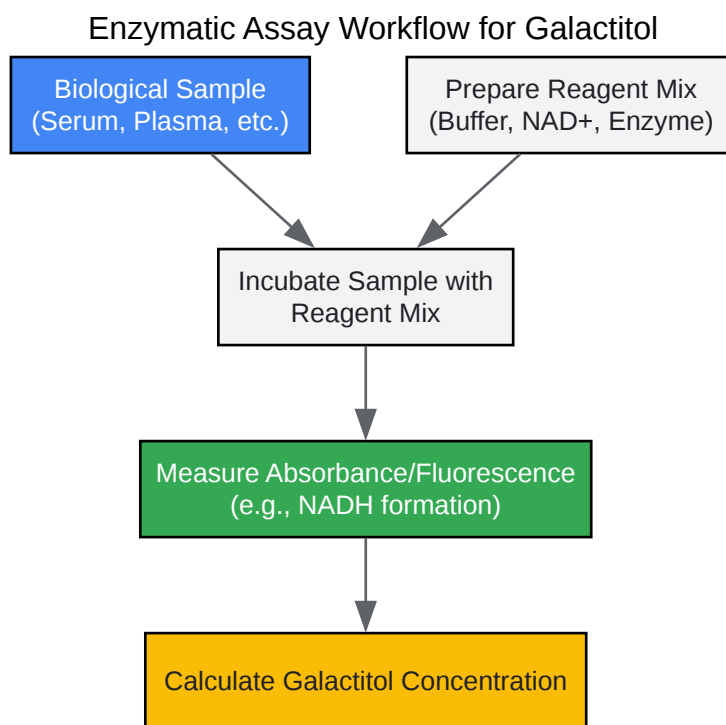 Enzymatic Assay Workflow for Galactitol
Biological Sample
(Serum, Plasma, etc.)
Prepare Reagent Mix
(Buffer, NAD+, Enzyme)
Incubate Sample with
Reagent Mix
Measure Absorbance/Fluorescence
(e.g., NADH formation)
Calculate Galactitol Concentration